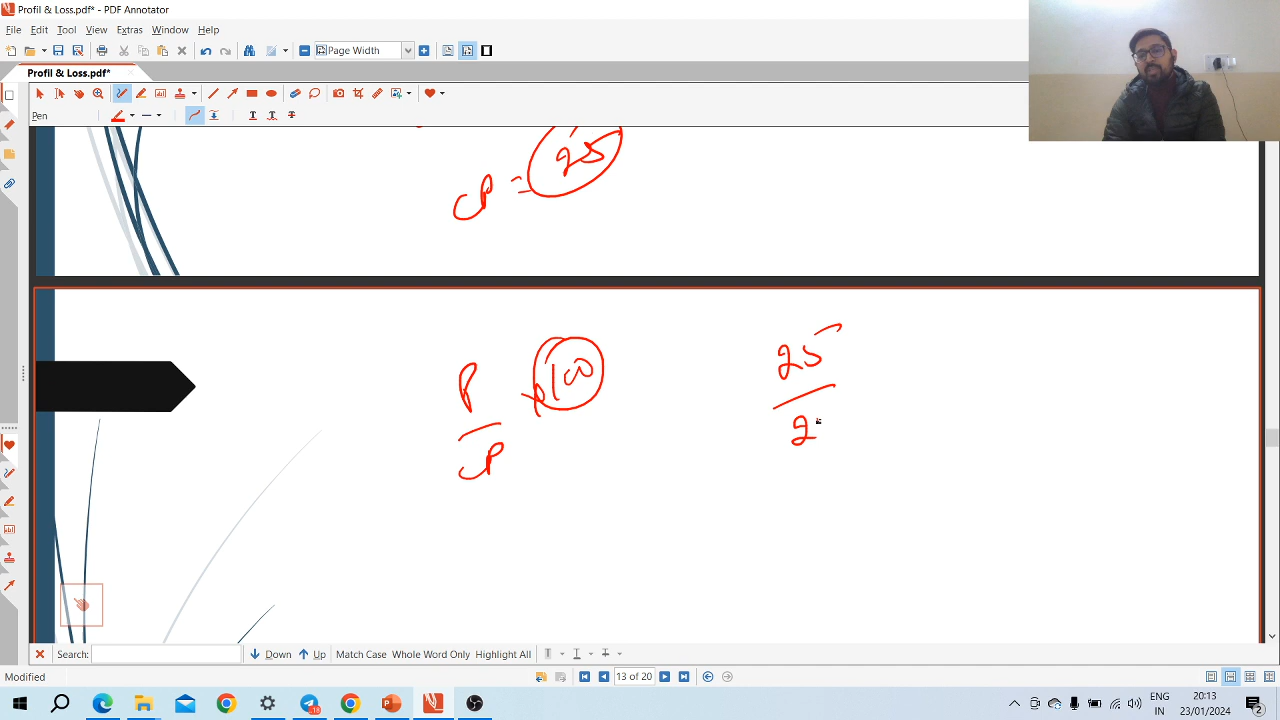 Profil & Loss.pdf* - PDF Annotator
File Edit Tool View Extras Window Help
Page Width
Profil & Loss.pdf*
Pen
CP = 25
P
CP
100
25
2
Search: Down Up Match Case Whole Word Only Highlight All
Modified
13 of 20
18
ENG
IN
20:13
23/01/2024
2